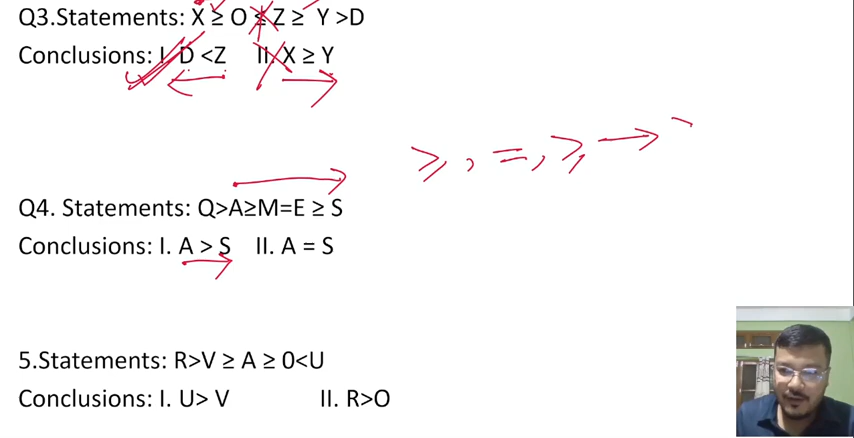 Q3.Statements: X ≥ O ≤ Z ≥ Y >D
Conclusions: I. D <Z II. X ≥ Y
≥, =, ≥ →
Q4. Statements: Q>A≥M=E ≥ S
Conclusions: I. A > S II. A = S
5.Statements: R>V ≥ A ≥ 0<U
Conclusions: I. U> V II. R>O